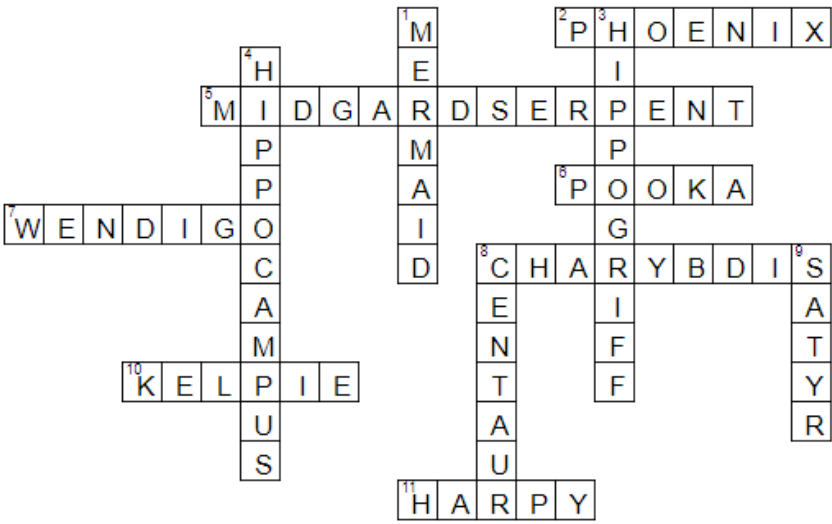 1 MERMAID
2 PHOENIX
3 HIPPOGRIFF
4 HIPPOCAMPUS
5 MIDGARDSERPENT
6 POOKA
7 WENDIGO
8 CHARYBDIS
8 CENTAUR
9 SATYR
10 KELPIE
11 HARPY